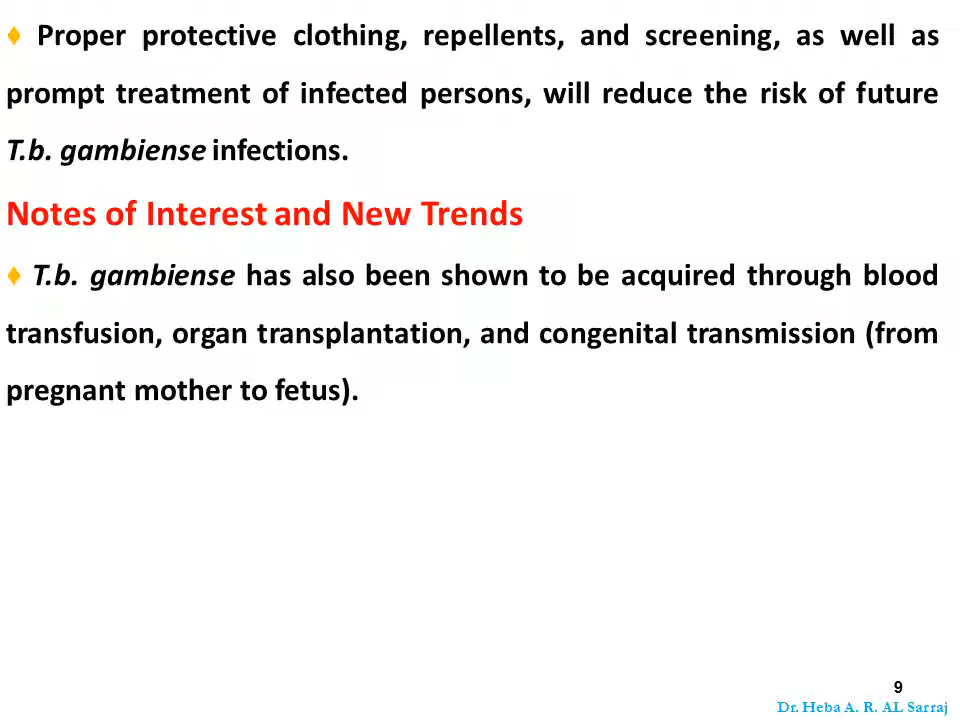 ♦ Proper protective clothing, repellents, and screening, as well as
prompt treatment of infected persons, will reduce the risk of future
T.b. gambiense infections.
Notes of Interest and New Trends
♦ T.b. gambiense has also been shown to be acquired through blood
transfusion, organ transplantation, and congenital transmission (from
pregnant mother to fetus).
9
Dr. Heba A. R. AL Sarraj